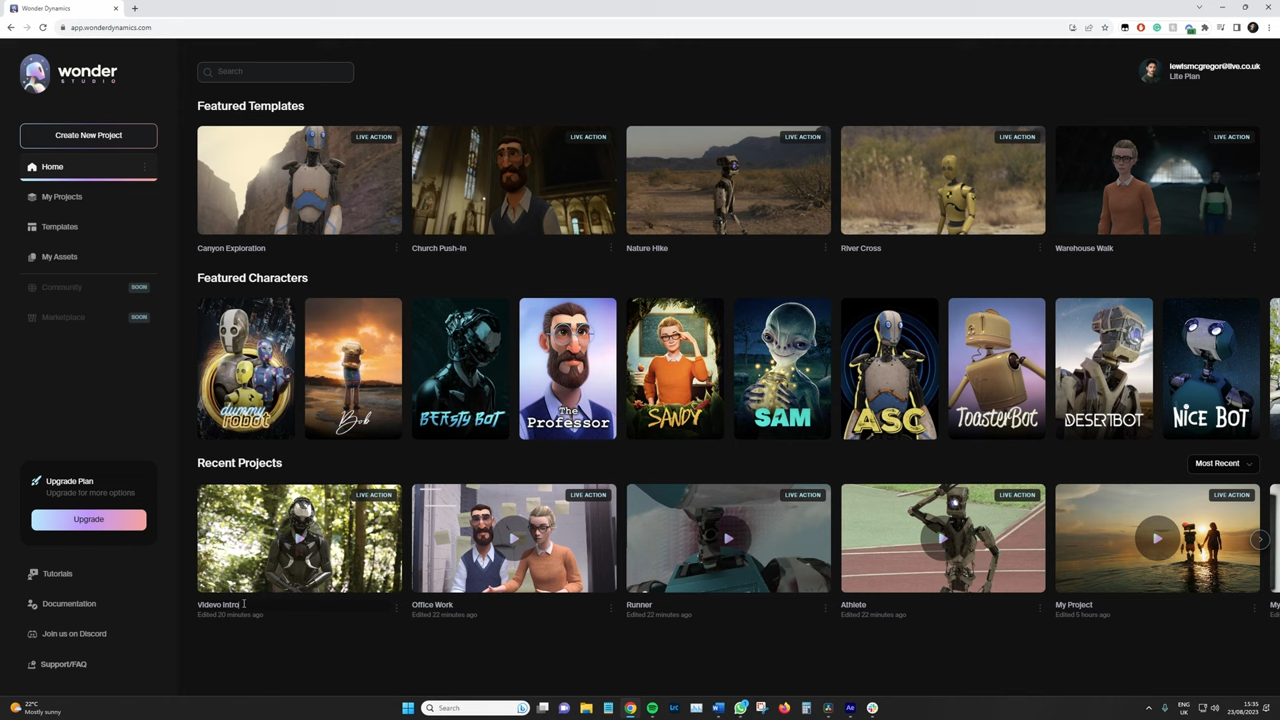 Wonder Dynamics
app.wonderdynamics.com
wonder
STUDIO
Search
lewismcgregor@live.co.uk
Lite Plan
Create New Project
Home
My Projects
Templates
My Assets
Community SOON
Marketplace SOON
Upgrade Plan
Upgrade for more options
Upgrade
Tutorials
Documentation
Join us on Discord
Support/FAQ
Featured Templates
LIVE ACTION LIVE ACTION LIVE ACTION LIVE ACTION LIVE ACTION
Canyon Exploration Church Push-In Nature Hike River Cross Warehouse Walk
Featured Characters
dummy robot
Bob
BEASTY BOT
The Professor
SANDY
SAM
ASC
ToasterBot
DESERTBOT
NICE BOT
Recent Projects Most Recent
LIVE ACTION LIVE ACTION LIVE ACTION LIVE ACTION LIVE ACTION
Videvo Intro Office Work Runner Athlete My Project My
Edited 20 minutes ago Edited 22 minutes ago Edited 22 minutes ago Edited 22 minutes ago Edited 5 hours ago
22°C
Mostly sunny
Search
ENG
UK
15:35
23/08/2023